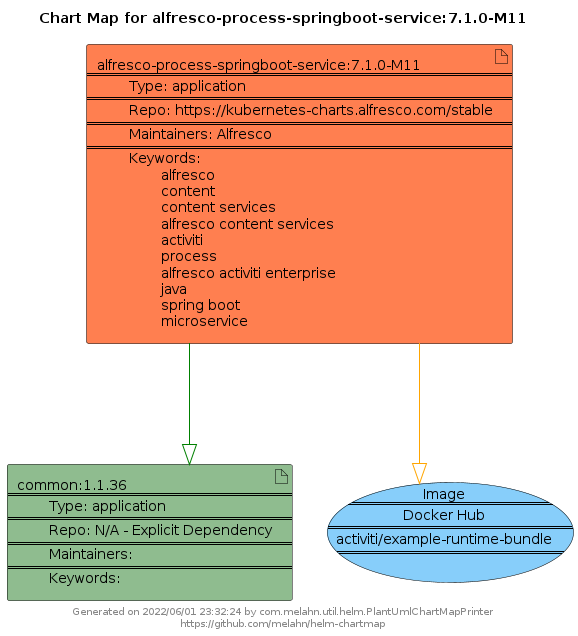 Chart Map for alfresco-process-springboot-service:7.1.0-M11
alfresco-process-springboot-service:7.1.0-M11
Type: application
Repo: https://kubernetes-charts.alfresco.com/stable
Maintainers: Alfresco
Keywords:
alfresco
content
content services
alfresco content services
activiti
process
alfresco activiti enterprise
java
spring boot
microservice
common:1.1.36
Type: application
Repo: N/A - Explicit Dependency
Maintainers:
Keywords:
Image
Docker Hub
activiti/example-runtime-bundle
Generated on 2022/06/01 23:32:24 by com.melahn.util.helm.PlantUmlChartMapPrinter
https://github.com/melahn/helm-chartmap